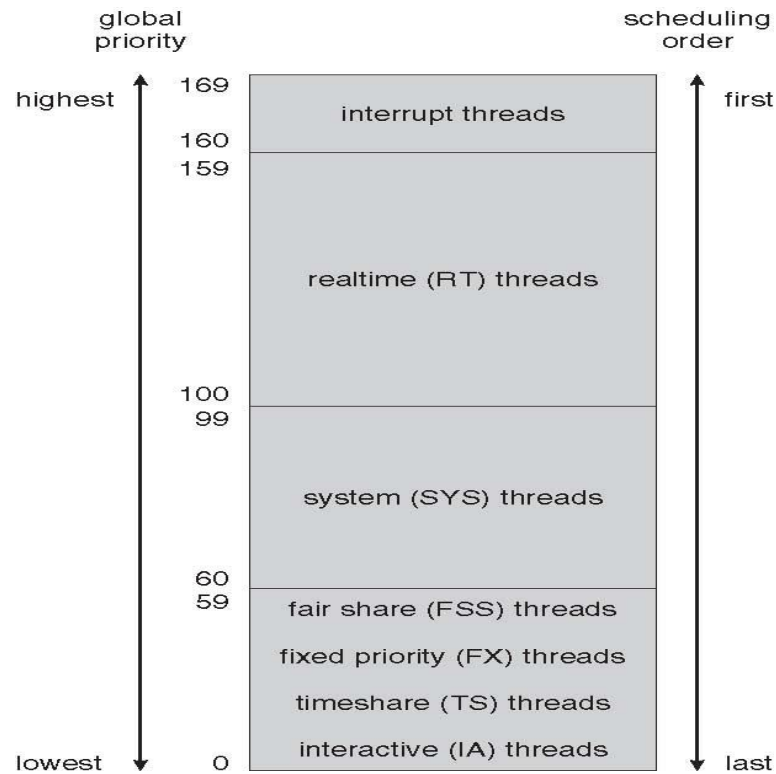 global
priority
scheduling
order
highest
169
first
interrupt threads
160
159
realtime (RT) threads
100
99
system (SYS) threads
60
59
fair share (FSS) threads
fixed priority (FX) threads
timeshare (TS) threads
interactive (IA) threads
lowest
0
last